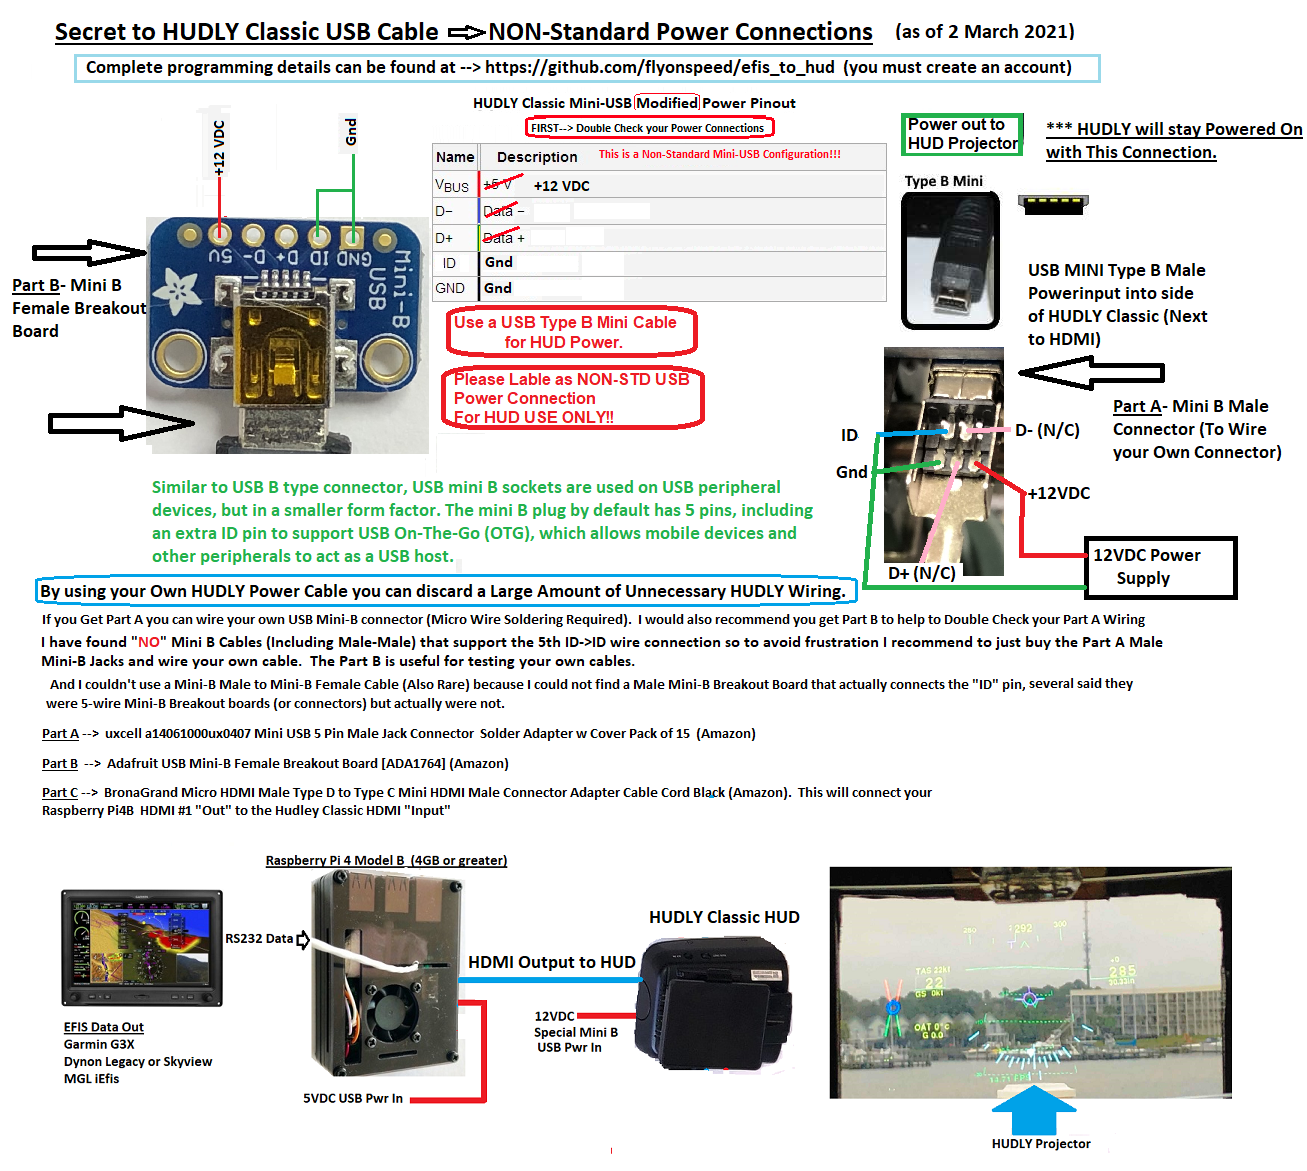 Secret to HUDLY Classic USB Cable NON-Standard Power Connections (as of 2 March 2021)
Complete programming details can be found at --> https://github.com/flyonspeed/efis_to_hud (you must create an account)
HUDLY Classic Mini-USB Modified Power Pinout
FIRST--> Double Check your Power Connections
Name Description This is a Non-Standard Mini-USB Configuration!!!
VBUS +5 V +12 VDC
D− Data −
D+ Data +
ID Gnd
GND Gnd
+12 VDC
Gnd
5V D- D+ ID GND
Mini-B
USB
Part B- Mini B
Female Breakout
Board
Use a USB Type B Mini Cable
for HUD Power.
Please Lable as NON-STD USB
Power Connection
For HUD USE ONLY!!
Power out to
HUD Projector
*** HUDLY will stay Powered On
with This Connection.
Type B Mini
USB MINI Type B Male
Powerinput into side
of HUDLY Classic (Next
to HDMI)
Part A- Mini B Male
Connector (To Wire
your Own Connector)
ID
D- (N/C)
Gnd
+12VDC
D+ (N/C)
12VDC Power
Supply
Similar to USB B type connector, USB mini B sockets are used on USB peripheral
devices, but in a smaller form factor. The mini B plug by default has 5 pins, including
an extra ID pin to support USB On-The-Go (OTG), which allows mobile devices and
other peripherals to act as a USB host.
By using your Own HUDLY Power Cable you can discard a Large Amount of Unnecessary HUDLY Wiring.
If you Get Part A you can wire your own USB Mini-B connector (Micro Wire Soldering Required). I would also recommend you get Part B to help to Double Check your Part A Wiring
I have found "NO" Mini B Cables (Including Male-Male) that support the 5th ID->ID wire connection so to avoid frustration I recommend to just buy the Part A Male
Mini-B Jacks and wire your own cable. The Part B is useful for testing your own cables.
And I couldn't use a Mini-B Male to Mini-B Female Cable (Also Rare) because I could not find a Male Mini-B Breakout Board that actually connects the "ID" pin, several said they
were 5-wire Mini-B Breakout boards (or connectors) but actually were not.
Part A --> uxcell a14061000ux0407 Mini USB 5 Pin Male Jack Connector Solder Adapter w Cover Pack of 15 (Amazon)
Part B --> Adafruit USB Mini-B Female Breakout Board [ADA1764] (Amazon)
Part C --> BronaGrand Micro HDMI Male Type D to Type C Mini HDMI Male Connector Adapter Cable Cord Black (Amazon). This will connect your
Raspberry Pi4B HDMI #1 "Out" to the Hudley Classic HDMI "Input"
Raspberry Pi 4 Model B (4GB or greater)
RS232 Data
HDMI Output to HUD
HUDLY Classic HUD
12VDC
Special Mini B
USB Pwr In
EFIS Data Out
Garmin G3X
Dynon Legacy or Skyview
MGL iEfis
5VDC USB Pwr In
292
300
TAS 22kt
22
GS 0kt
285
OAT 0°c
G 0.0
HUDLY Projector